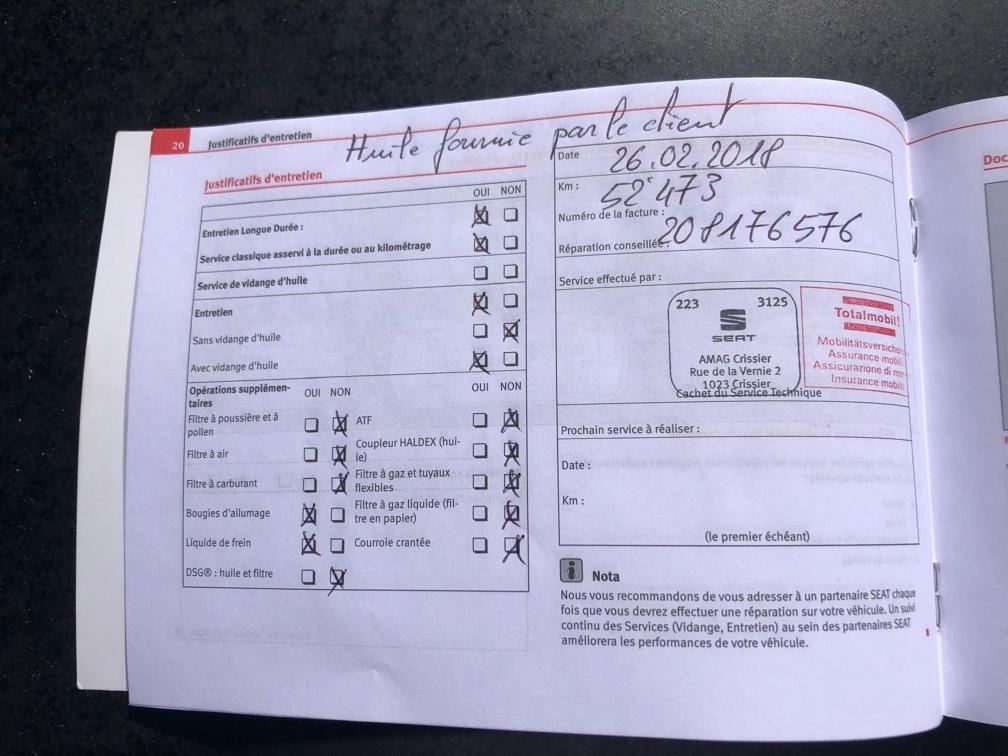 20
Justificatifs d'entretien
Huile fournie par le client
Justificatifs d'entretien
OUI NON
Entretien Longue Durée :
Service classique asservi à la durée ou au kilométrage
Service de vidange d'huile
Entretien
Sans vidange d'huile
Avec vidange d'huile
Opérations supplémen-
taires
OUI NON
OUI NON
Filtre à poussière et à
pollen
ATF
Filtre à air
Coupleur HALDEX (hui-
le)
Filtre à carburant
Filtre à gaz et tuyaux
flexibles
Bougies d'allumage
Filtre à gaz liquide (fil-
tre en papier)
Liquide de frein
Courroie crantée
DSG® : huile et filtre
Date 26.02.2018
Km : 52'473
Numéro de la facture : 208176576
Réparation conseillée :
Service effectué par :
223 3125
SEAT
AMAG Crissier
Rue de la Vernie 2
1023 Crissier
Cachet du Service Technique
Totalmobil!
Mobilitätsversicher
Assurance mobi
Assicurazione di mo
Insurance mobil
Prochain service à réaliser :
Date :
Km :
(le premier échéant)
i Nota
Nous vous recommandons de vous adresser à un partenaire SEAT chaque
fois que vous devrez effectuer une réparation sur votre véhicule. Un suivi
continu des Services (Vidange, Entretien) au sein des partenaires SEAT
améliorera les performances de votre véhicule.
Doc